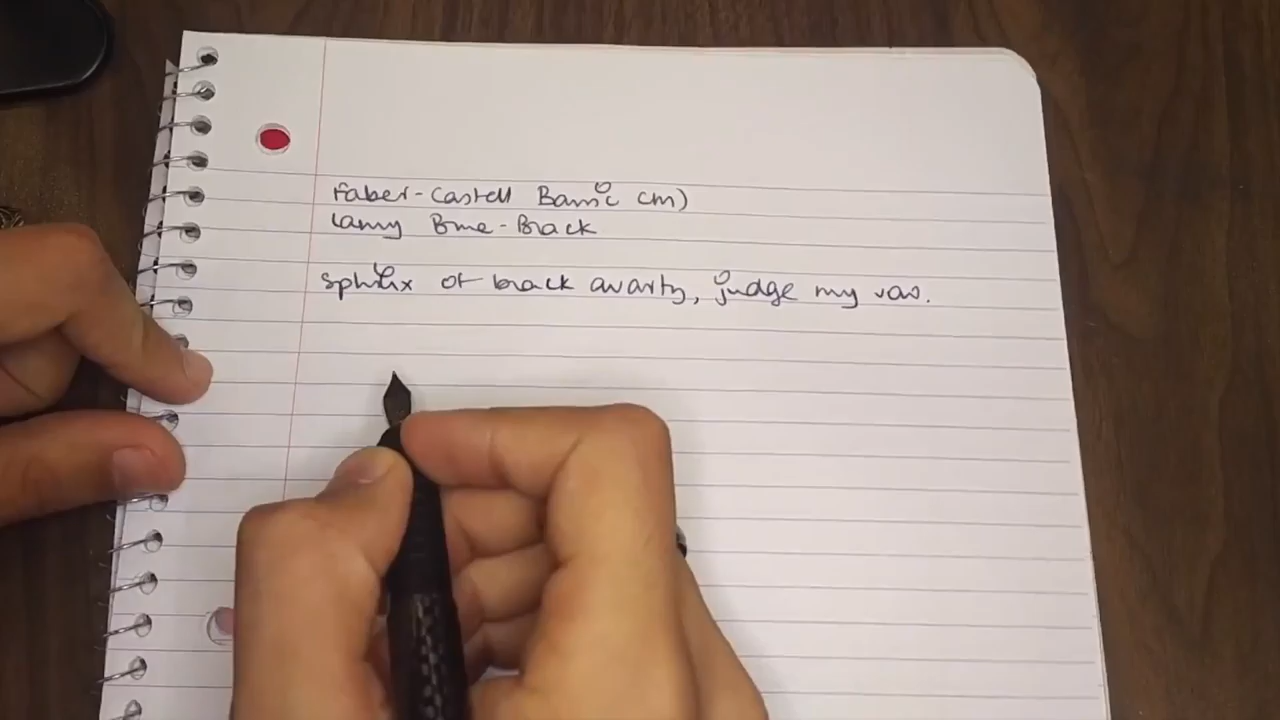 Faber-Castell Basic (M)
Lamy Blue-Black
Sphinx of black quartz, judge my vow.